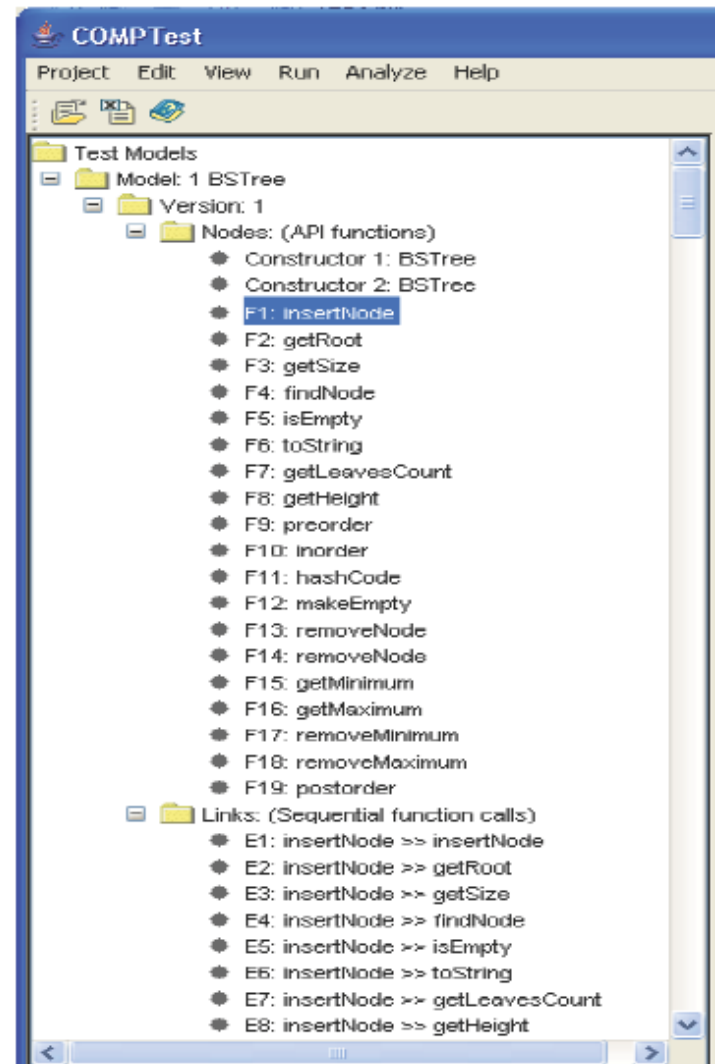 COMPTest
Project Edit View Run Analyze Help
Test Models
Model: 1 BSTree
Version: 1
Nodes: (API functions)
Constructor 1: BSTree
Constructor 2: BSTree
F1: insertNode
F2: getRoot
F3: getSize
F4: findNode
F5: isEmpty
F6: toString
F7: getLeavesCount
F8: getHeight
F9: preorder
F10: inorder
F11: hashCode
F12: makeEmpty
F13: removeNode
F14: removeNode
F15: getMinimum
F16: getMaximum
F17: removeMinimum
F18: removeMaximum
F19: postorder
Links: (Sequential function calls)
E1: insertNode >> insertNode
E2: insertNode >> getRoot
E3: insertNode >> getSize
E4: insertNode >> findNode
E5: insertNode >> isEmpty
E6: insertNode >> toString
E7: insertNode >> getLeavesCount
E8: insertNode >> getHeight